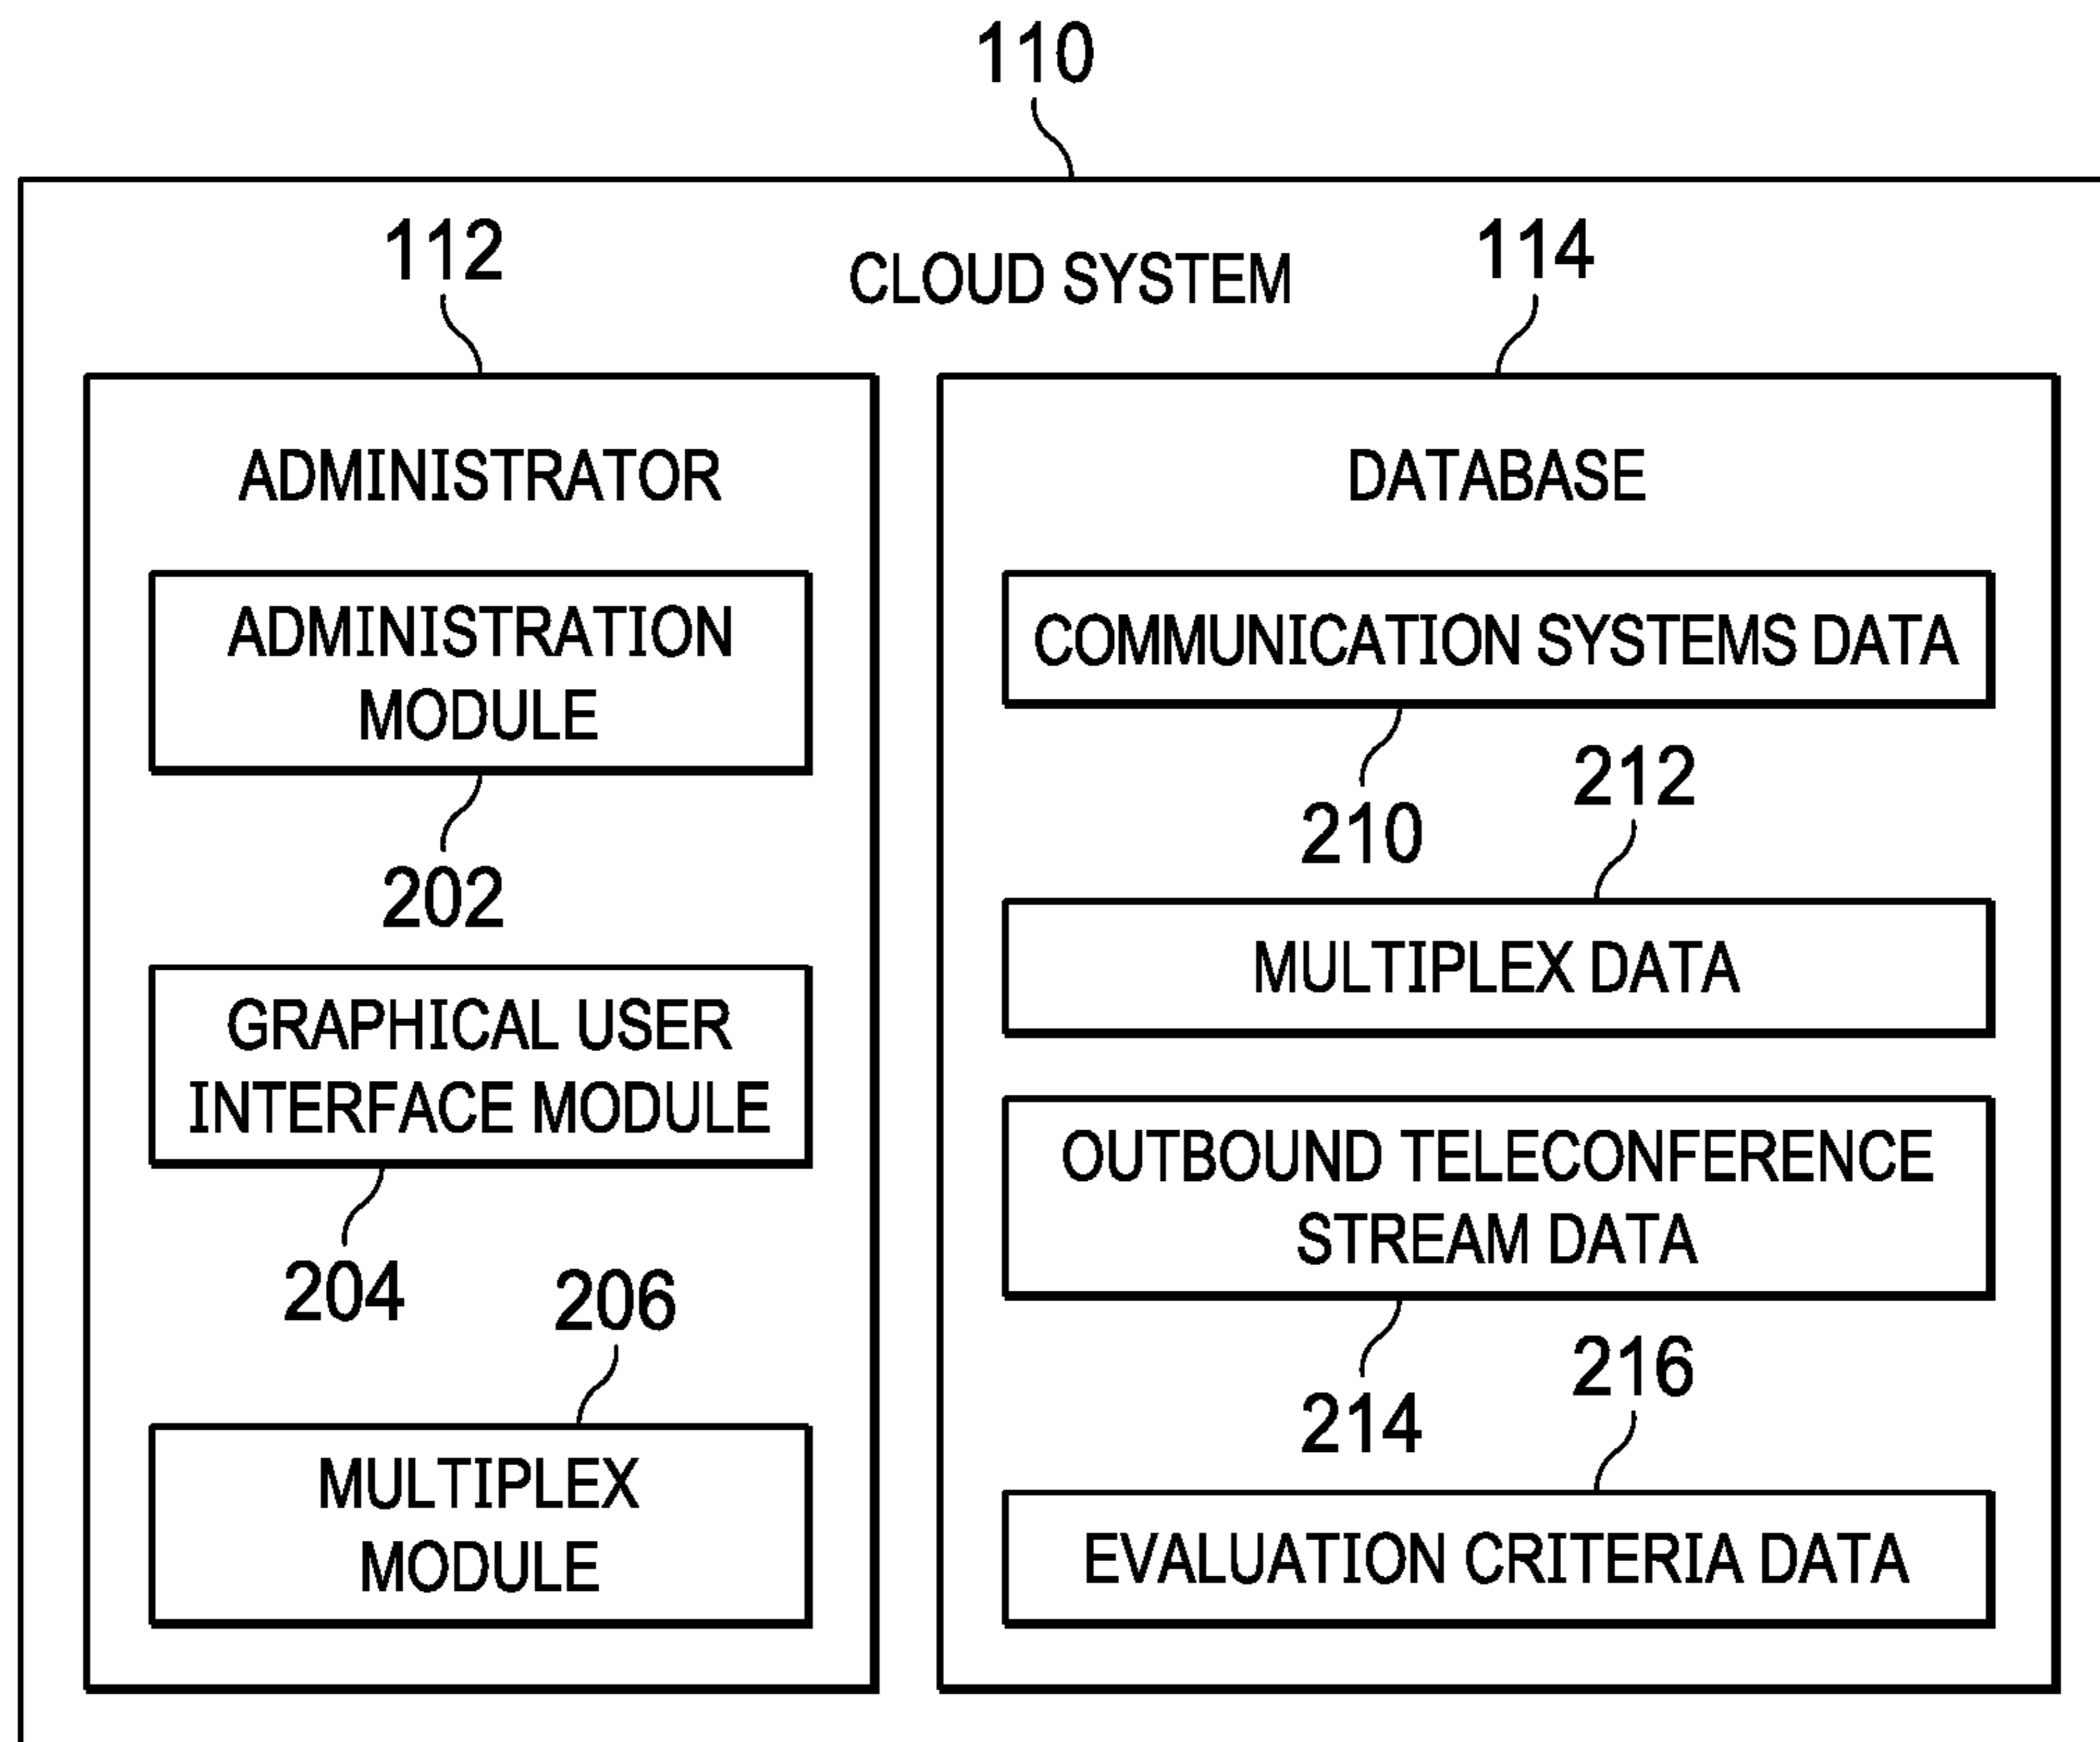 110
112
CLOUD SYSTEM
114
ADMINISTRATOR
ADMINISTRATION
MODULE
202
GRAPHICAL USER
INTERFACE MODULE
204
206
MULTIPLEX
MODULE
DATABASE
COMMUNICATION SYSTEMS DATA
210
212
MULTIPLEX DATA
OUTBOUND TELECONFERENCE
STREAM DATA
214
216
EVALUATION CRITERIA DATA